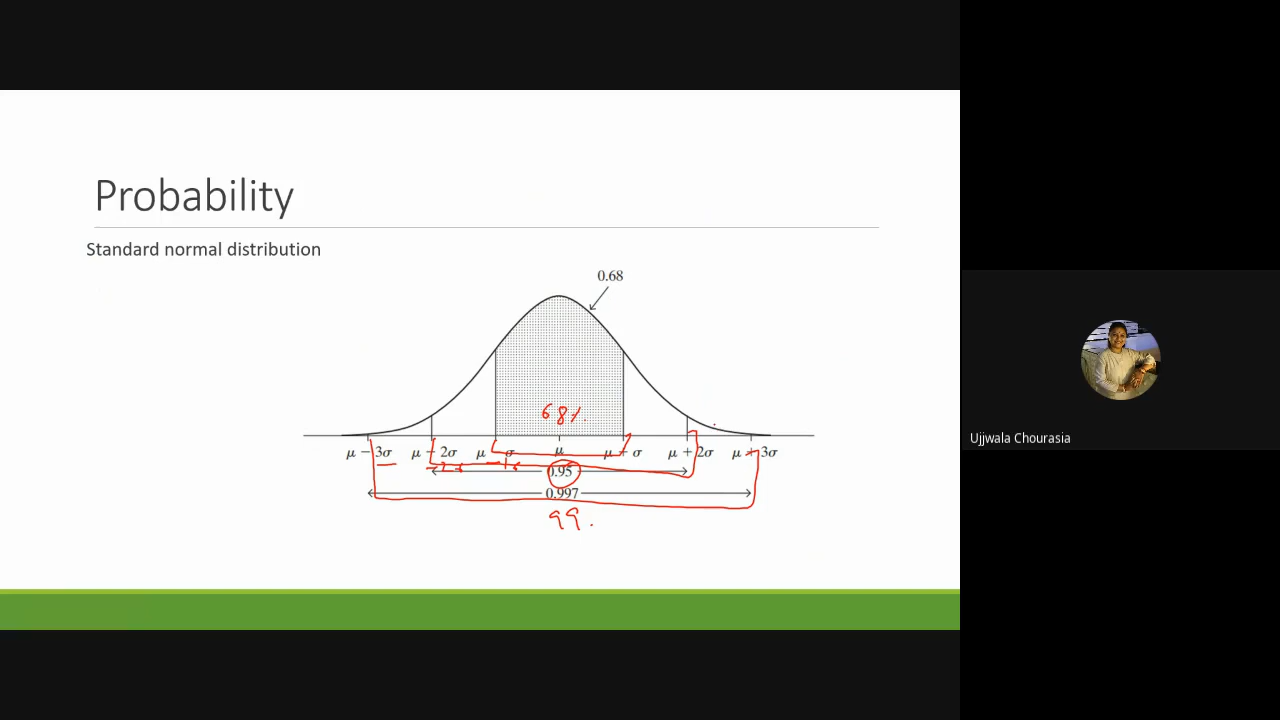 Probability
Standard normal distribution
0.68
68%
μ − 3σ μ − 2σ μ − σ μ μ + σ μ + 2σ μ + 3σ
0.95
0.997
99.
Ujjwala Chourasia